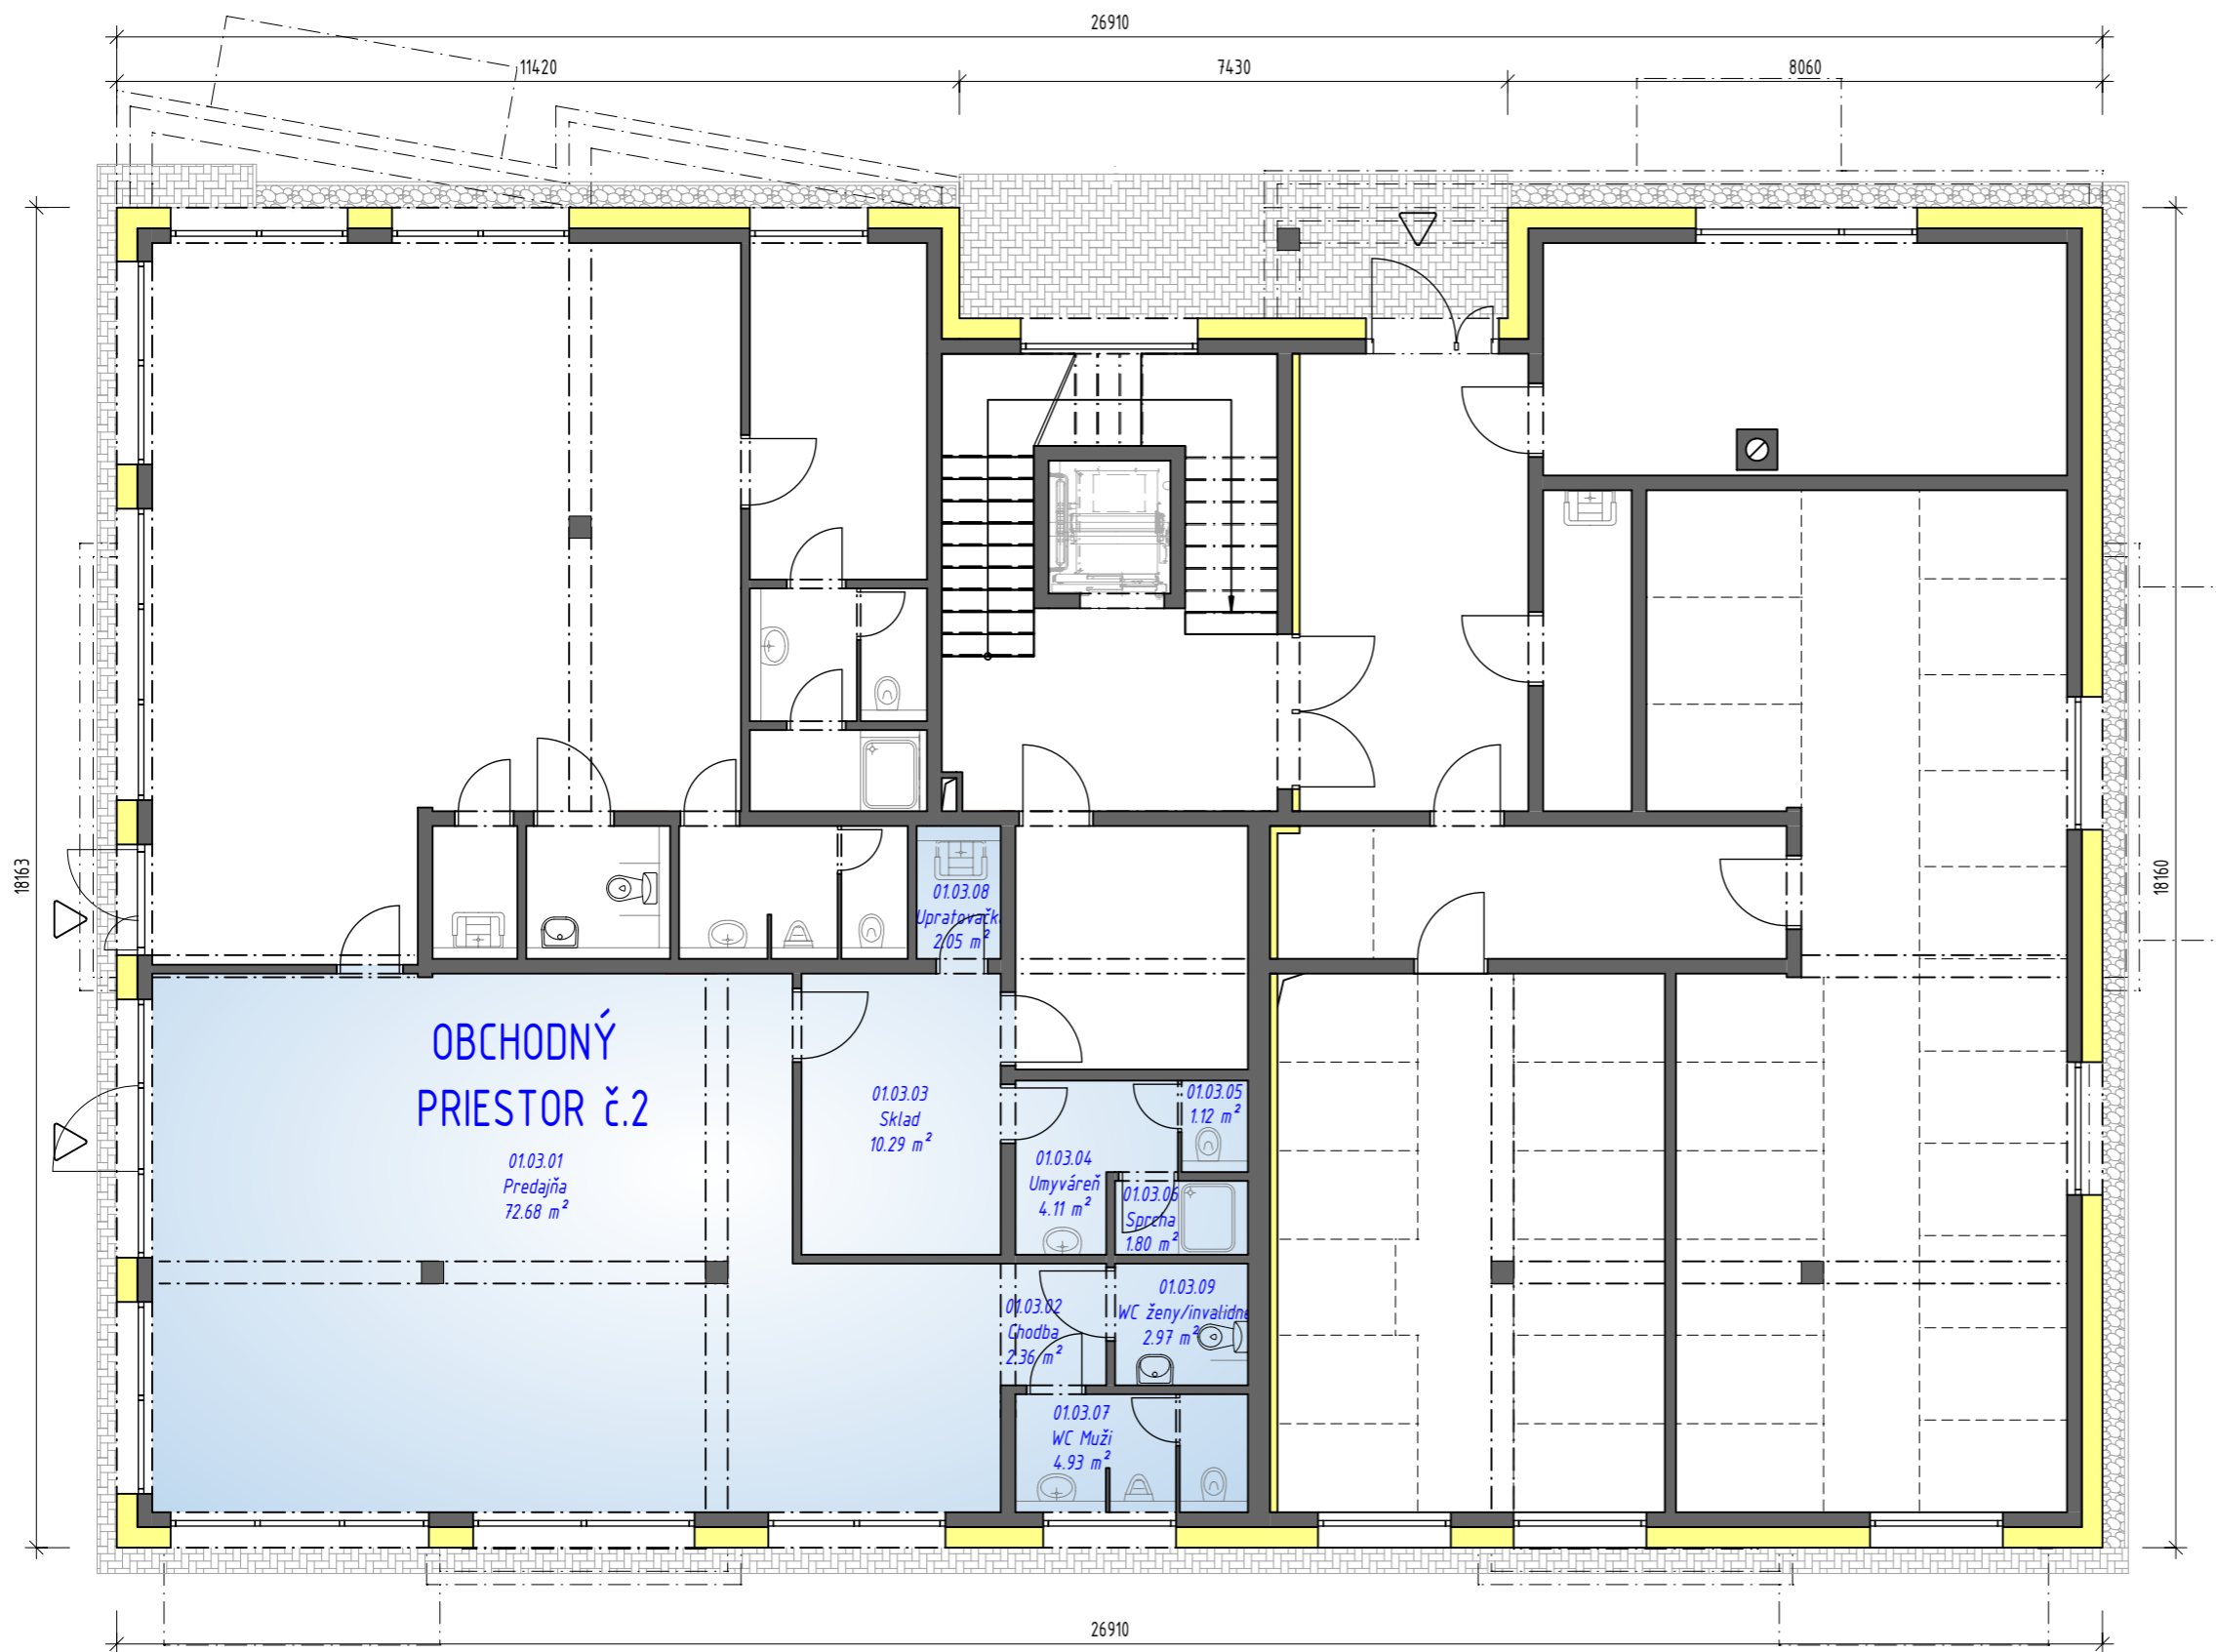 26910
11420
7430
8060
18163
18160
01.03.08
Upratovačk
2.05 m²
OBCHODNÝ
PRIESTOR č.2
01.03.01
Predajňa
72.68 m²
01.03.03
Sklad
10.29 m²
01.03.05
1.12 m²
01.03.04
Umyváreň
4.11 m²
01.03.06
Sprcha
1.80 m²
01.03.02
Chodba
2.36 m²
01.03.09
WC ženy/invalidné
2.97 m²
01.03.07
WC Muži
4.93 m²
26910